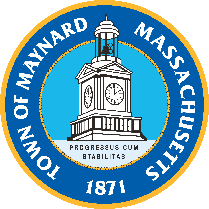 TOWN OF MAYNARD MASSACHUSETTS
PROGRESSUS CUM
STABILITAS
1871